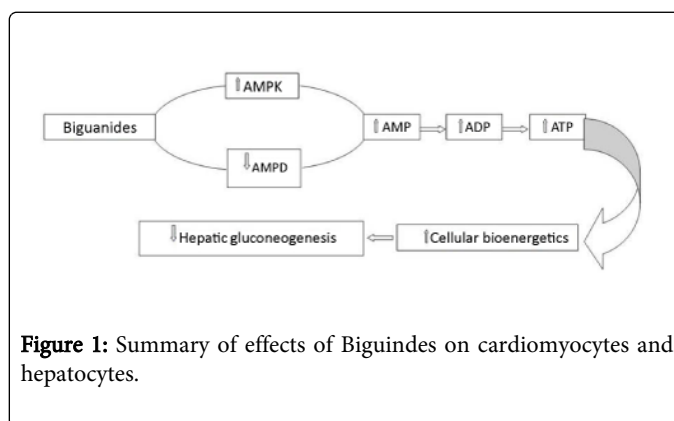 ⇧AMPK
Biguanides
⇧AMP ⇨ ⇧ADP ⇨ ⇧ATP
⇩AMPD
⇩Hepatic gluconeogenesis ⇦ ⇧Cellular bioenergetics
Figure 1: Summary of effects of Biguindes on cardiomyocytes and
hepatocytes.